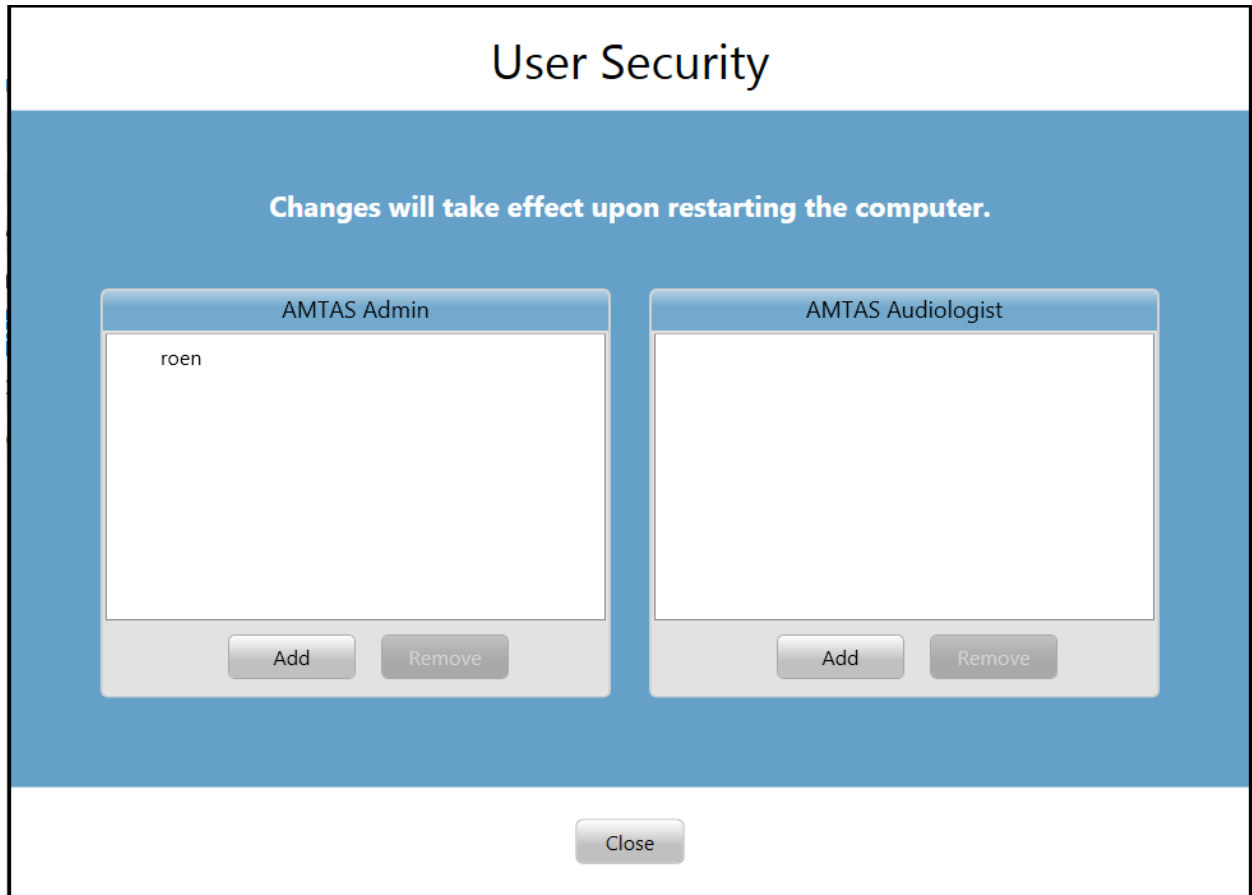 User Security
Changes will take effect upon restarting the computer.
AMTAS Admin
roen
Add
Remove
AMTAS Audiologist
Add
Remove
Close